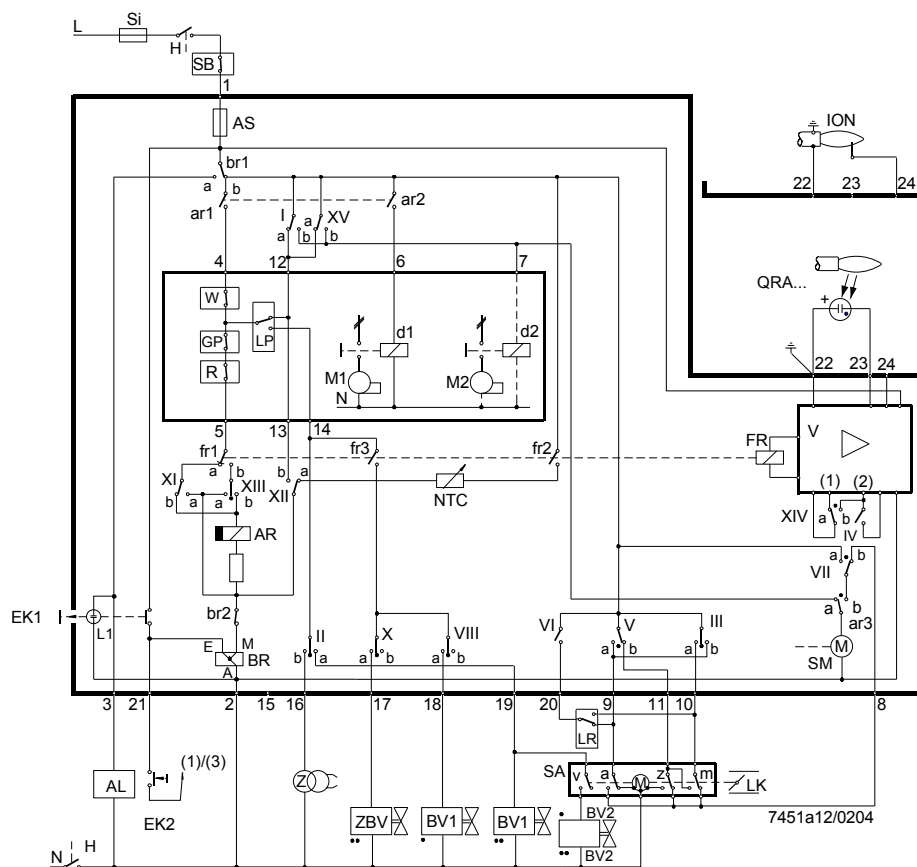 L Si
H
SB
1
AS
ION
22 23 24
br1
a b
ar1 ar2
I a XV
a b b
4 12 6 7
QRA...
+
W
LP
GP
d1 d2
R
M1 M2
N
22 23 24
5 13 14
fr1 fr3 fr2 FR V
a b b a
XI XIII XII NTC
b a a b
(1) (2)
XIV a b IV
AR
a b
VII
br2
a b
ar3
EK1
L1
E M
BR
A
II X VIII VI V III
b a a b a b a b a b
SM M
3 21 2 15 16 17 18 19 20 9 11 10 8
LR
SA v a M z m
LK
AL
(1)/(3)
Z
7451a12/0204
EK2
ZBV BV1 BV1 BV2
BV2
N H